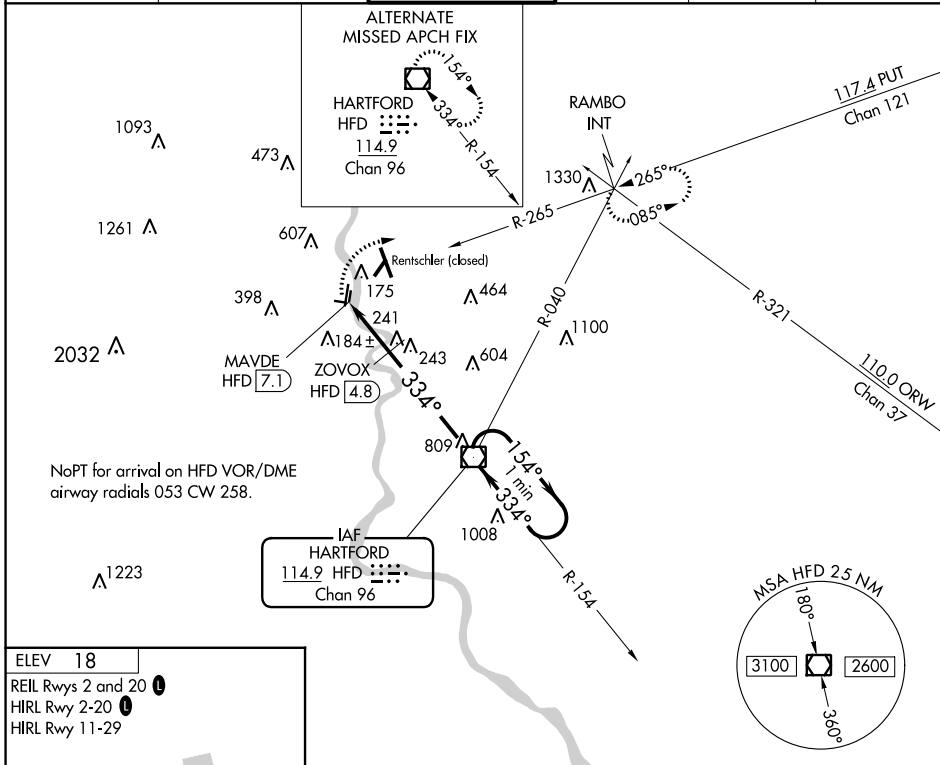 ALTERNATE
MISSED APCH FIX
154°
334°
HARTFORD
HFD
114.9
Chan 96
R-154
RAMBO
INT
117.4 PUT
Chan 121
1093
473
1330
265°
085°
R-265
1261
607
Rentschler (closed)
175
398
464
R-040
R-321
241
1100
2032
184 ±
243
604
MAVDE
HFD 7.1
ZOVOX
HFD 4.8
334°
110.0 ORW
Chan 37
809
154°
1 min
334°
NoPT for arrival on HFD VOR/DME
airway radials 053 CW 258.
1008
IAF
HARTFORD
114.9 HFD
Chan 96
1223
R-154
MSA HFD 25 NM
180°
3100
2600
360°
ELEV 18
REIL Rwys 2 and 20 L
HIRL Rwy 2-20 L
HIRL Rwy 11-29